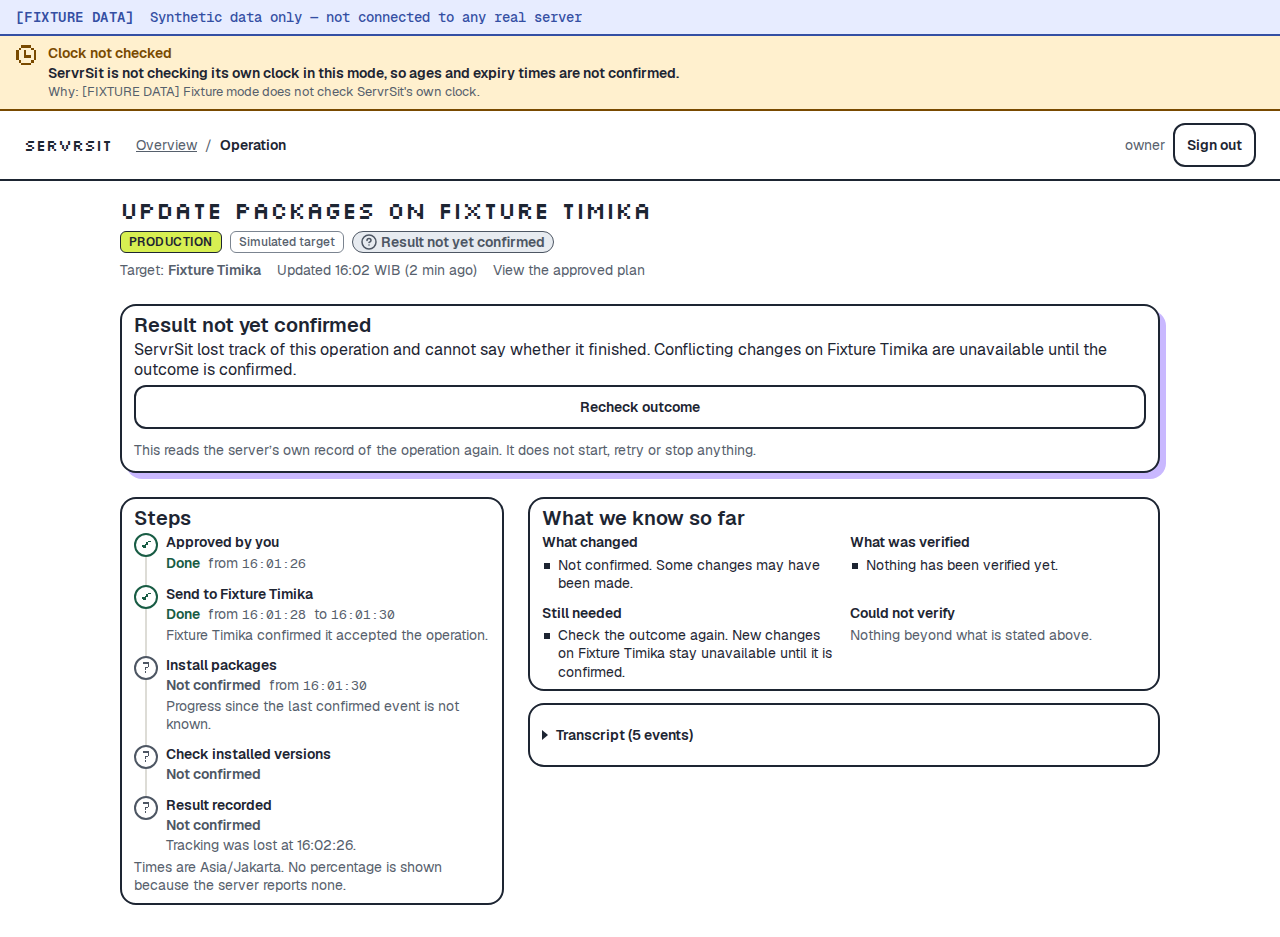 [FIXTURE DATA] Synthetic data only — not connected to any real server
Clock not checked
ServrSit is not checking its own clock in this mode, so ages and expiry times are not confirmed.
Why: [FIXTURE DATA] Fixture mode does not check ServrSit's own clock.
SERVRSIT
Overview / Operation
owner
Sign out
UPDATE PACKAGES ON FIXTURE TIMIKA
PRODUCTION
Simulated target
Result not yet confirmed
Target: Fixture Timika
Updated 16:02 WIB (2 min ago)
View the approved plan
Result not yet confirmed
ServrSit lost track of this operation and cannot say whether it finished. Conflicting changes on Fixture Timika are unavailable until the
outcome is confirmed.
Recheck outcome
This reads the server's own record of the operation again. It does not start, retry or stop anything.
Steps
Approved by you
Done from 16:01:26
Send to Fixture Timika
Done from 16:01:28 to 16:01:30
Fixture Timika confirmed it accepted the operation.
Install packages
Not confirmed from 16:01:30
Progress since the last confirmed event is not
known.
Check installed versions
Not confirmed
Result recorded
Not confirmed
Tracking was lost at 16:02:26.
Times are Asia/Jakarta. No percentage is shown
because the server reports none.
What we know so far
What changed
Not confirmed. Some changes may have
been made.
What was verified
Nothing has been verified yet.
Still needed
Check the outcome again. New changes
on Fixture Timika stay unavailable until it is
confirmed.
Could not verify
Nothing beyond what is stated above.
Transcript (5 events)